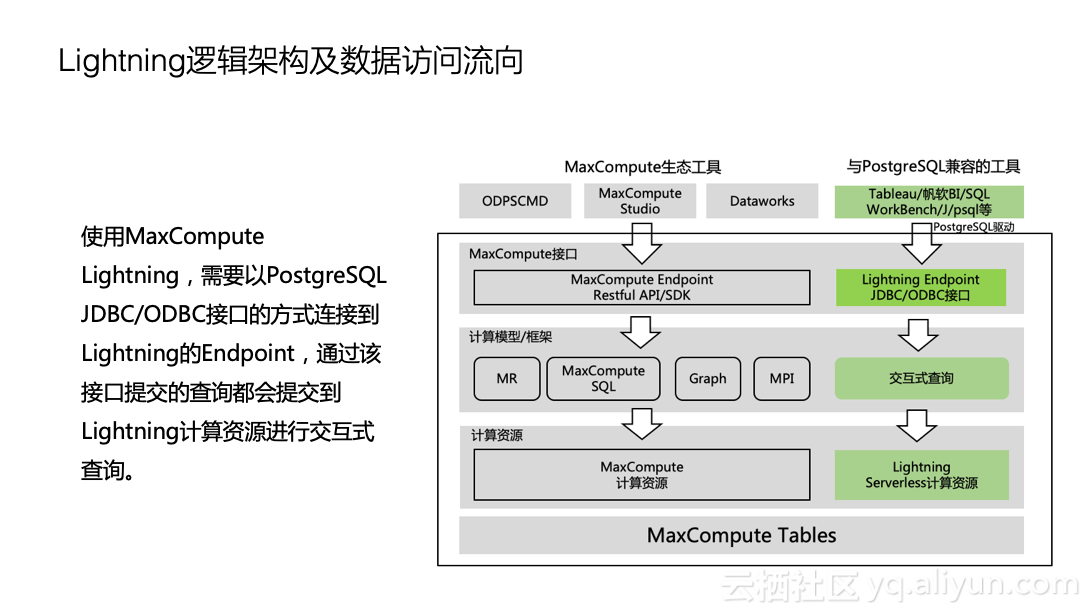 Lightning逻辑架构及数据访问流向
使用MaxCompute
Lightning，需要以PostgreSQL
JDBC/ODBC接口的方式连接到
Lightning的Endpoint，通过该
接口提交的查询都会提交到
Lightning计算资源进行交互式
查询。
MaxCompute生态工具
与PostgreSQL兼容的工具
ODPSCMD
MaxCompute
Studio
Dataworks
Tableau/帆软BI/SQL
WorkBench/J/psql等
PostgreSQL驱动
MaxCompute接口
MaxCompute Endpoint
Restful API/SDK
Lightning Endpoint
JDBC/ODBC接口
计算模型/框架
MR
MaxCompute
SQL
Graph
MPI
交互式查询
计算资源
MaxCompute
计算资源
Lightning
Serverless计算资源
MaxCompute Tables
云栖社区 yq.aliyun.com